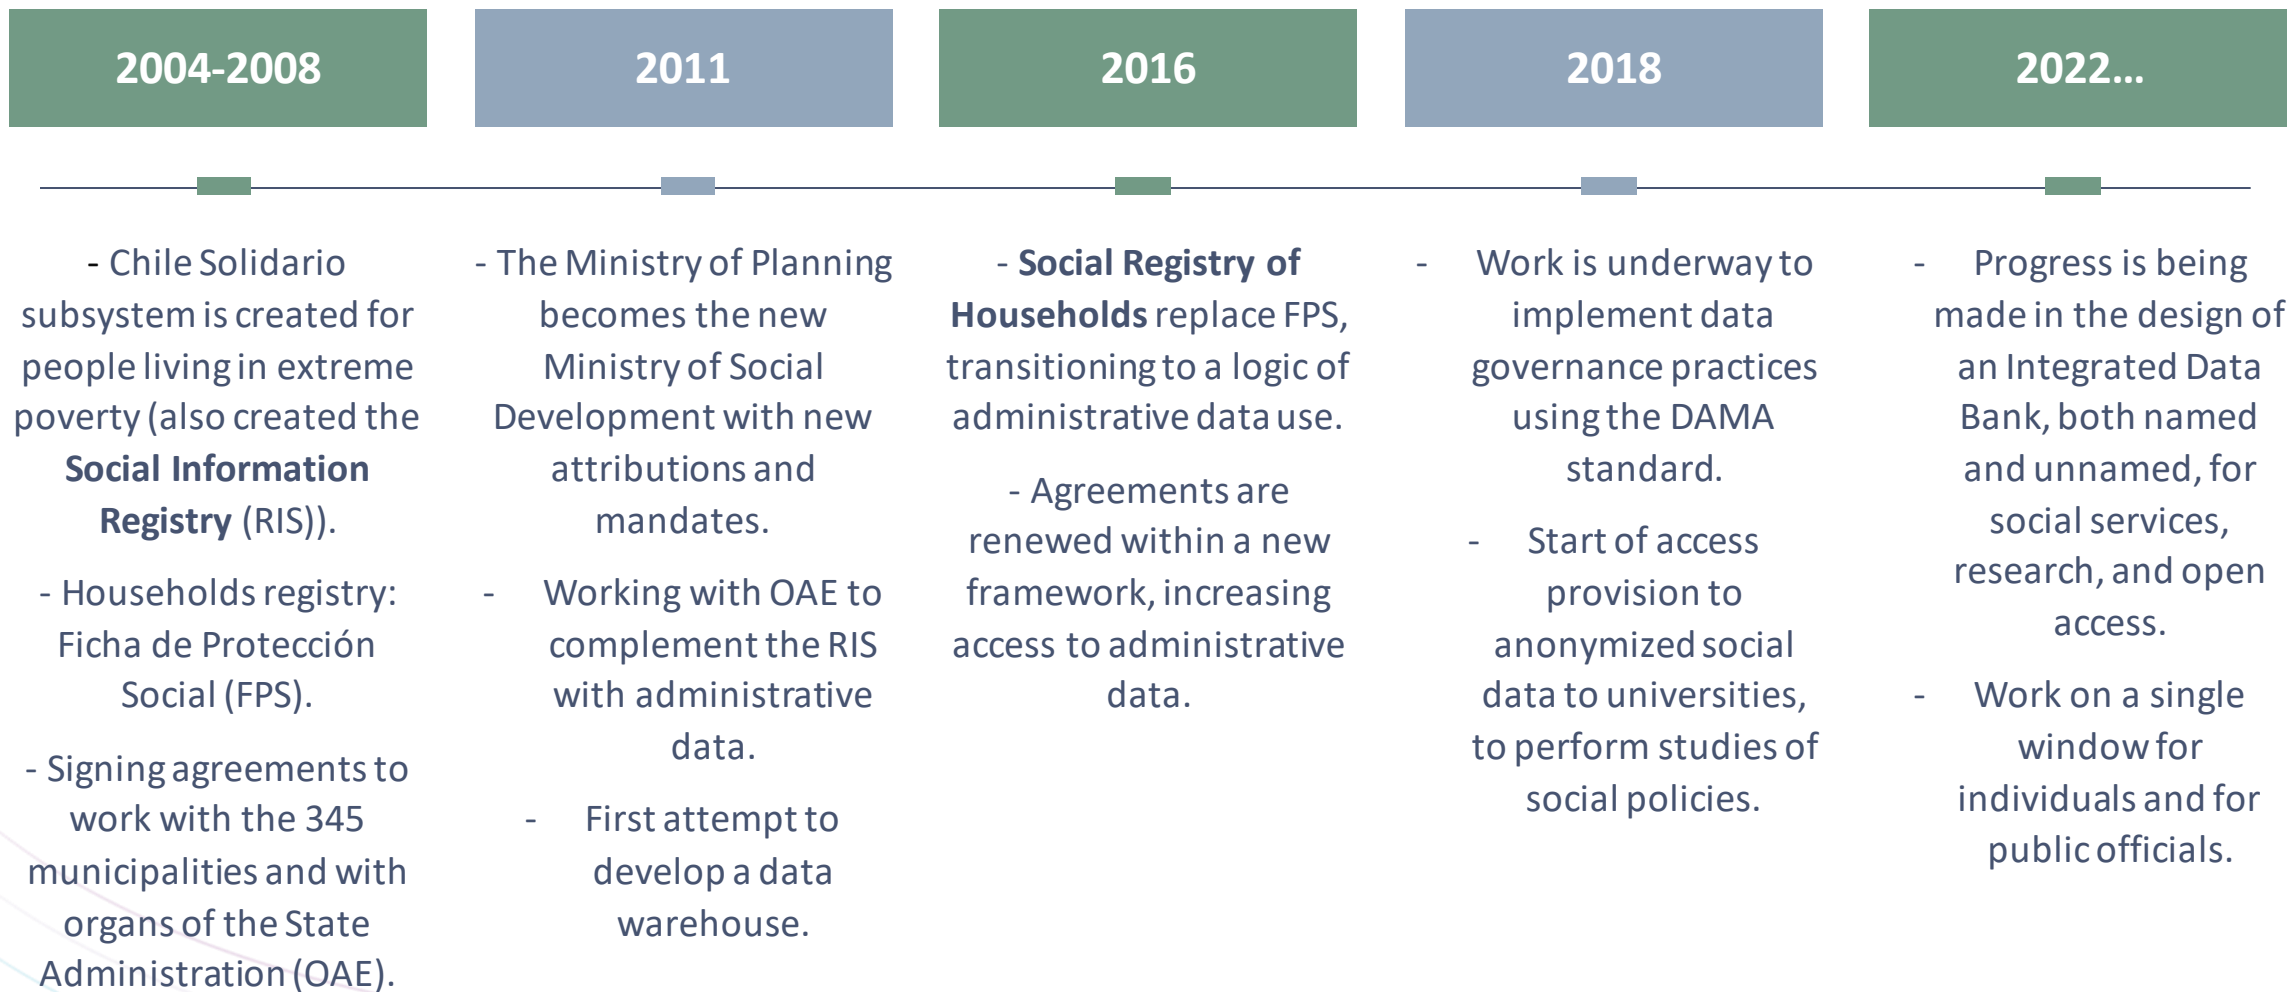 2004-2008
- Chile Solidario
subsystem is created for
people living in extreme
poverty (also created the
Social Information
Registry (RIS)).
- Households registry:
Ficha de Protección
Social (FPS).
- Signing agreements to
work with the 345
municipalities and with
organs of the State
Administration (OAE).
2011
- The Ministry of Planning
becomes the new
Ministry of Social
Development with new
attributions and
mandates.
- Working with OAE to
complement the RIS
with administrative
data.
- First attempt to
develop a data
warehouse.
2016
- Social Registry of
Households replace FPS,
transitioning to a logic of
administrative data use.
- Agreements are
renewed within a new
framework, increasing
access to administrative
data.
2018
- Work is underway to
implement data
governance practices
using the DAMA
standard.
- Start of access
provision to
anonymized social
data to universities,
to perform studies of
social policies.
2022...
- Progress is being
made in the design of
an Integrated Data
Bank, both named
and unnamed, for
social services,
research, and open
access.
- Work on a single
window for
individuals and for
public officials.